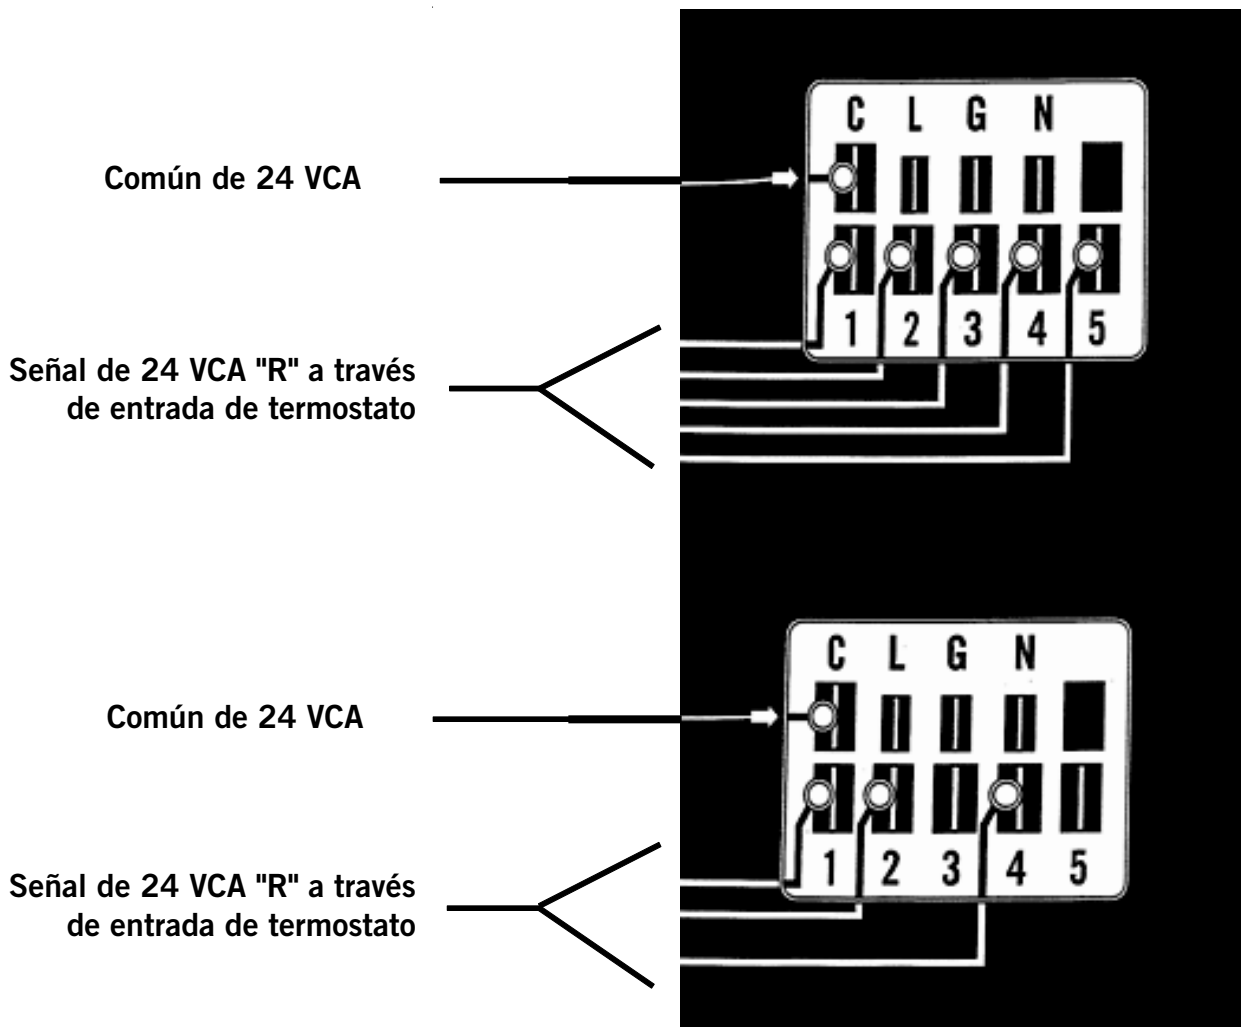 C L G N
Común de 24 VCA
1 2 3 4 5
Señal de 24 VCA "R" a través
de entrada de termostato
C L G N
Común de 24 VCA
1 2 3 4 5
Señal de 24 VCA "R" a través
de entrada de termostato